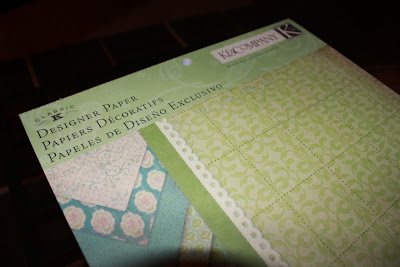 K&COMPANY K
CLASSIC
K
DESIGNER PAPER
PAPIERS DÉCORATIFS
PAPELES DE DISEÑO EXCLUSIVO